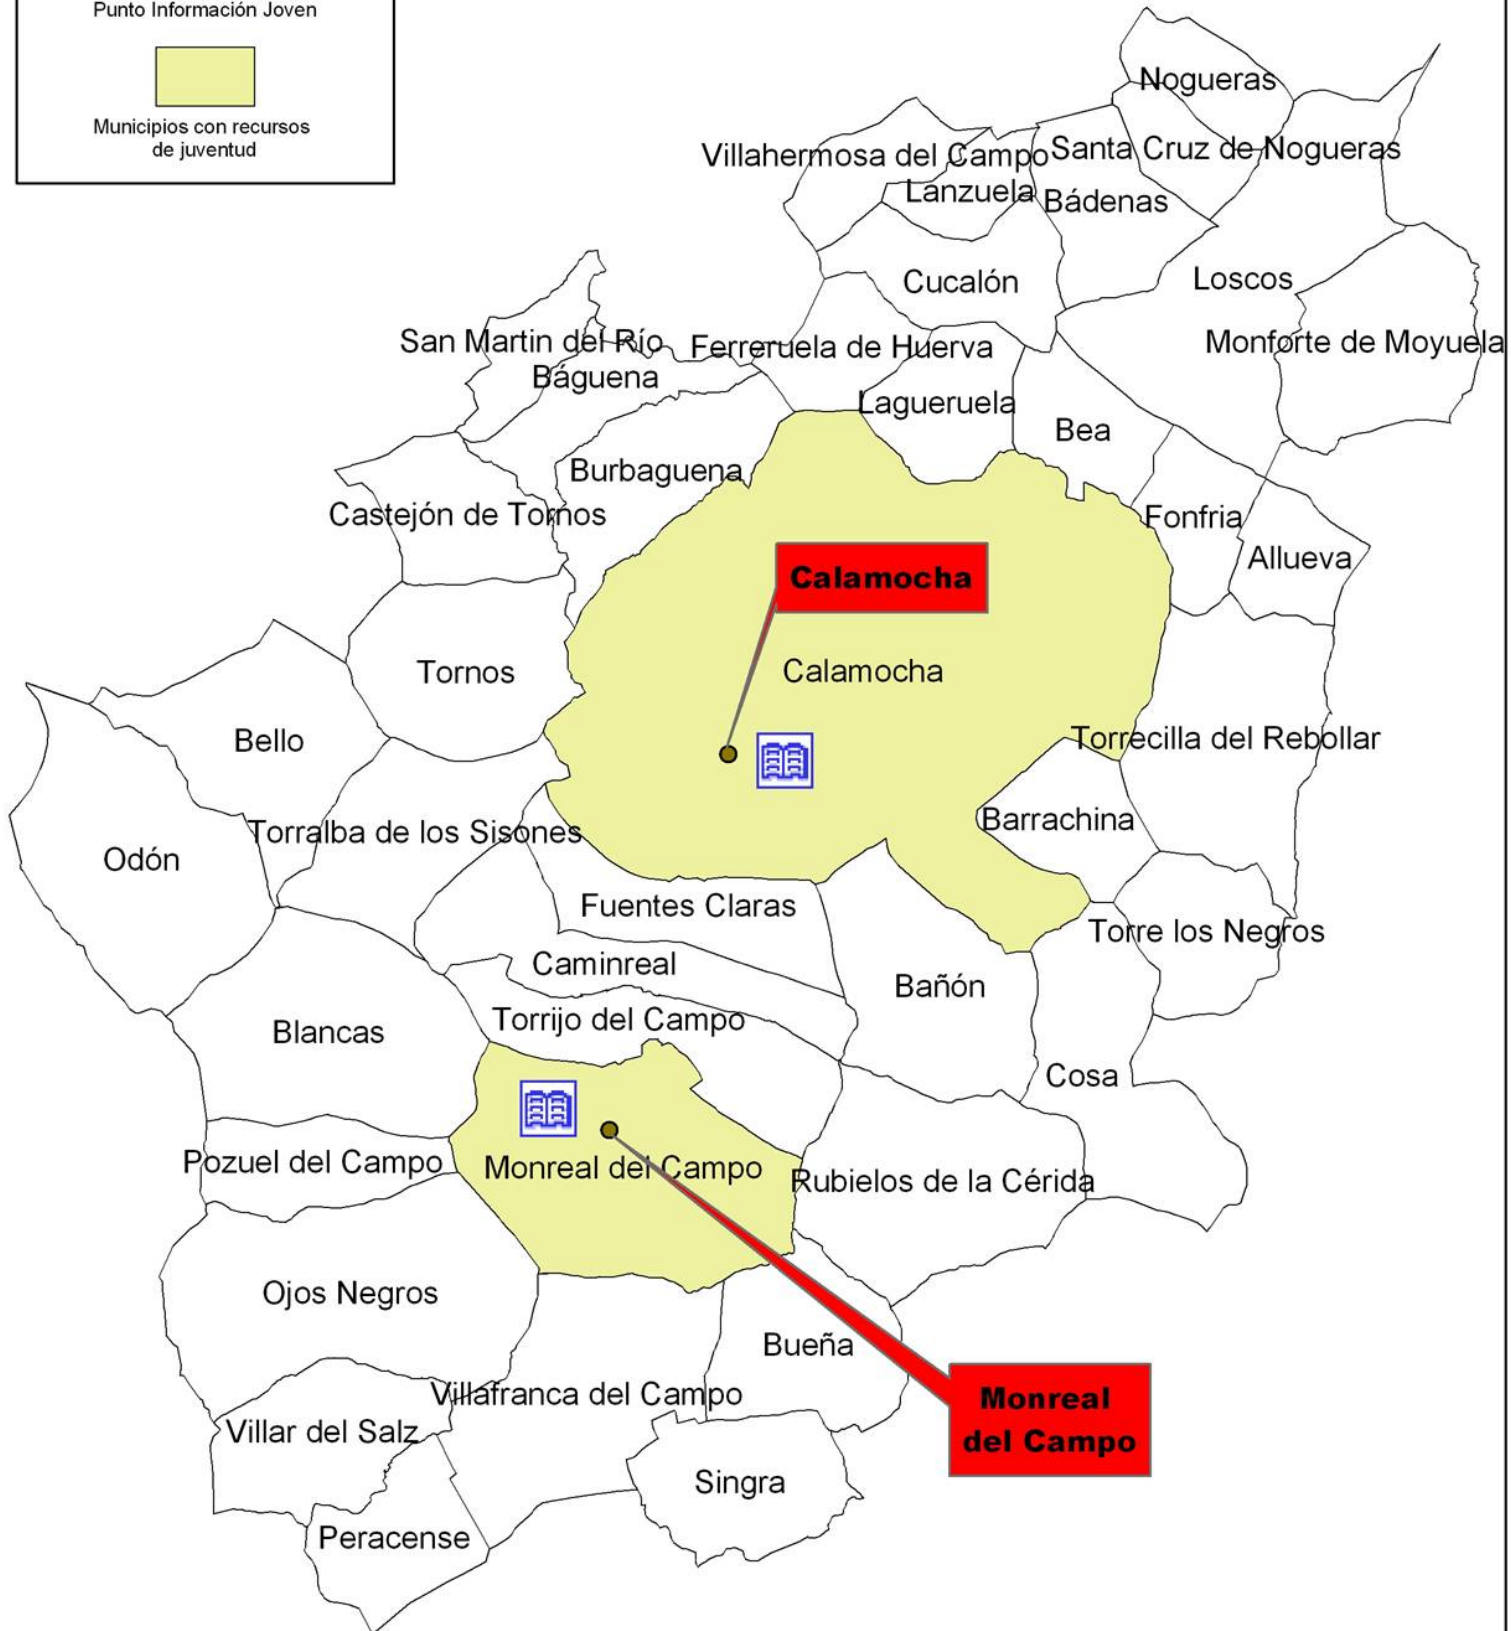 Punto Información Joven
Municipios con recursos
de juventud
Nogueras
Villahermosa del Campo
Santa Cruz de Nogueras
Lanzuela
Bádenas
Cucalón
Loscos
San Martin del Río
Ferreruela de Huerva
Monforte de Moyuela
Báguena
Lagueruela
Bea
Burbaguena
Castejón de Tornos
Fonfria
Allueva
Calamocha
Calamocha
Tornos
Bello
Torrecilla del Rebollar
Torralba de los Sisones
Barrachina
Odón
Fuentes Claras
Torre los Negros
Caminreal
Bañón
Torrijo del Campo
Blancas
Cosa
Pozuel del Campo
Monreal del Campo
Rubielos de la Cérida
Ojos Negros
Bueña
Villafranca del Campo
Monreal
del Campo
Villar del Salz
Singra
Peracense